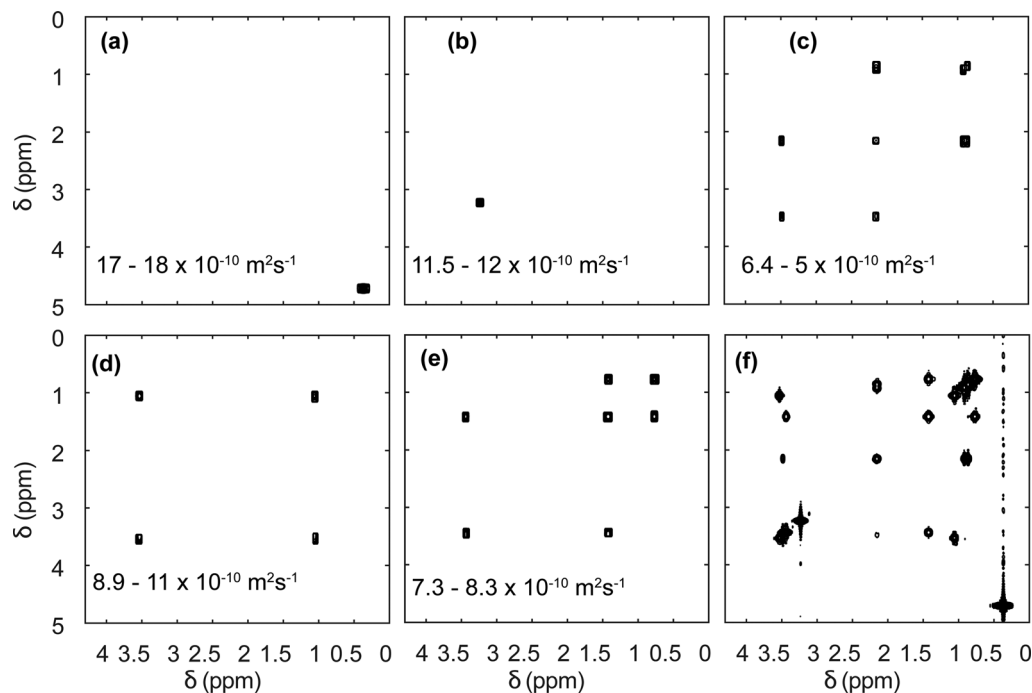 (a)
(b)
(c)
(d)
(e)
(f)
0
1
2
3
4
5
δ (ppm)
17 - 18 x 10⁻¹⁰ m²s⁻¹
11.5 - 12 x 10⁻¹⁰ m²s⁻¹
6.4 - 5 x 10⁻¹⁰ m²s⁻¹
0
1
2
3
4
5
δ (ppm)
8.9 - 11 x 10⁻¹⁰ m²s⁻¹
7.3 - 8.3 x 10⁻¹⁰ m²s⁻¹
4 3.5 3 2.5 2 1.5 1 0.5 0
4 3.5 3 2.5 2 1.5 1 0.5 0
4 3.5 3 2.5 2 1.5 1 0.5 0
δ (ppm)
δ (ppm)
δ (ppm)